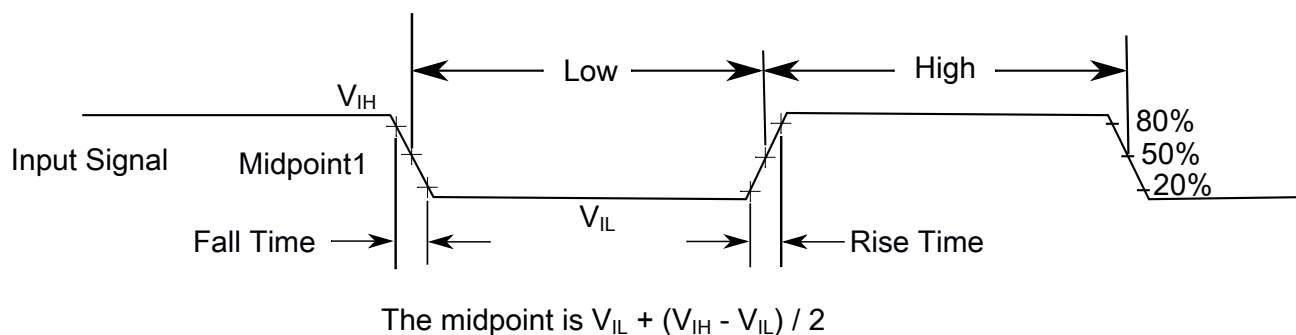 Low
High
VIH
80%
Input Signal
Midpoint1
50%
20%
VIL
Fall Time
Rise Time
The midpoint is VIL + (VIH - VIL) / 2